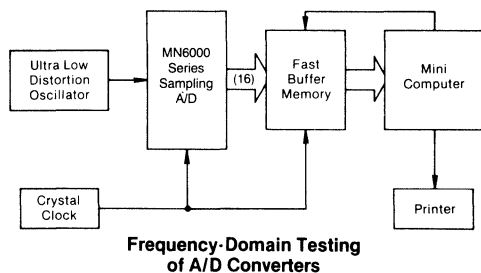 Ultra Low
Distortion
Oscillator
MN6000
Series
Sampling
A/D
(16)
Fast
Buffer
Memory
Mini
Computer
Crystal
Clock
Printer
Frequency-Domain Testing
of A/D Converters